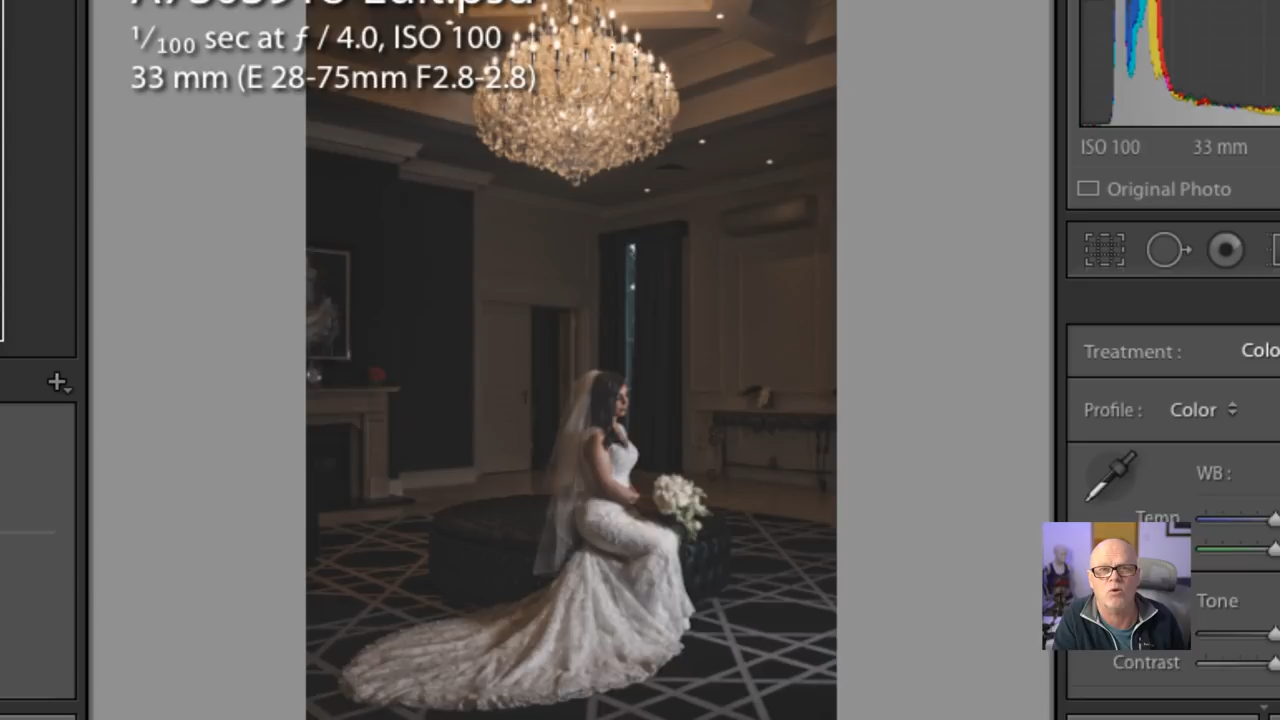 ¹⁄₁₀₀ sec at ƒ / 4.0, ISO 100
33 mm (E 28-75mm F2.8-2.8)
ISO 100 33 mm
Original Photo
Treatment : Colo
Profile : Color
WB :
Temp
Tone
Contrast